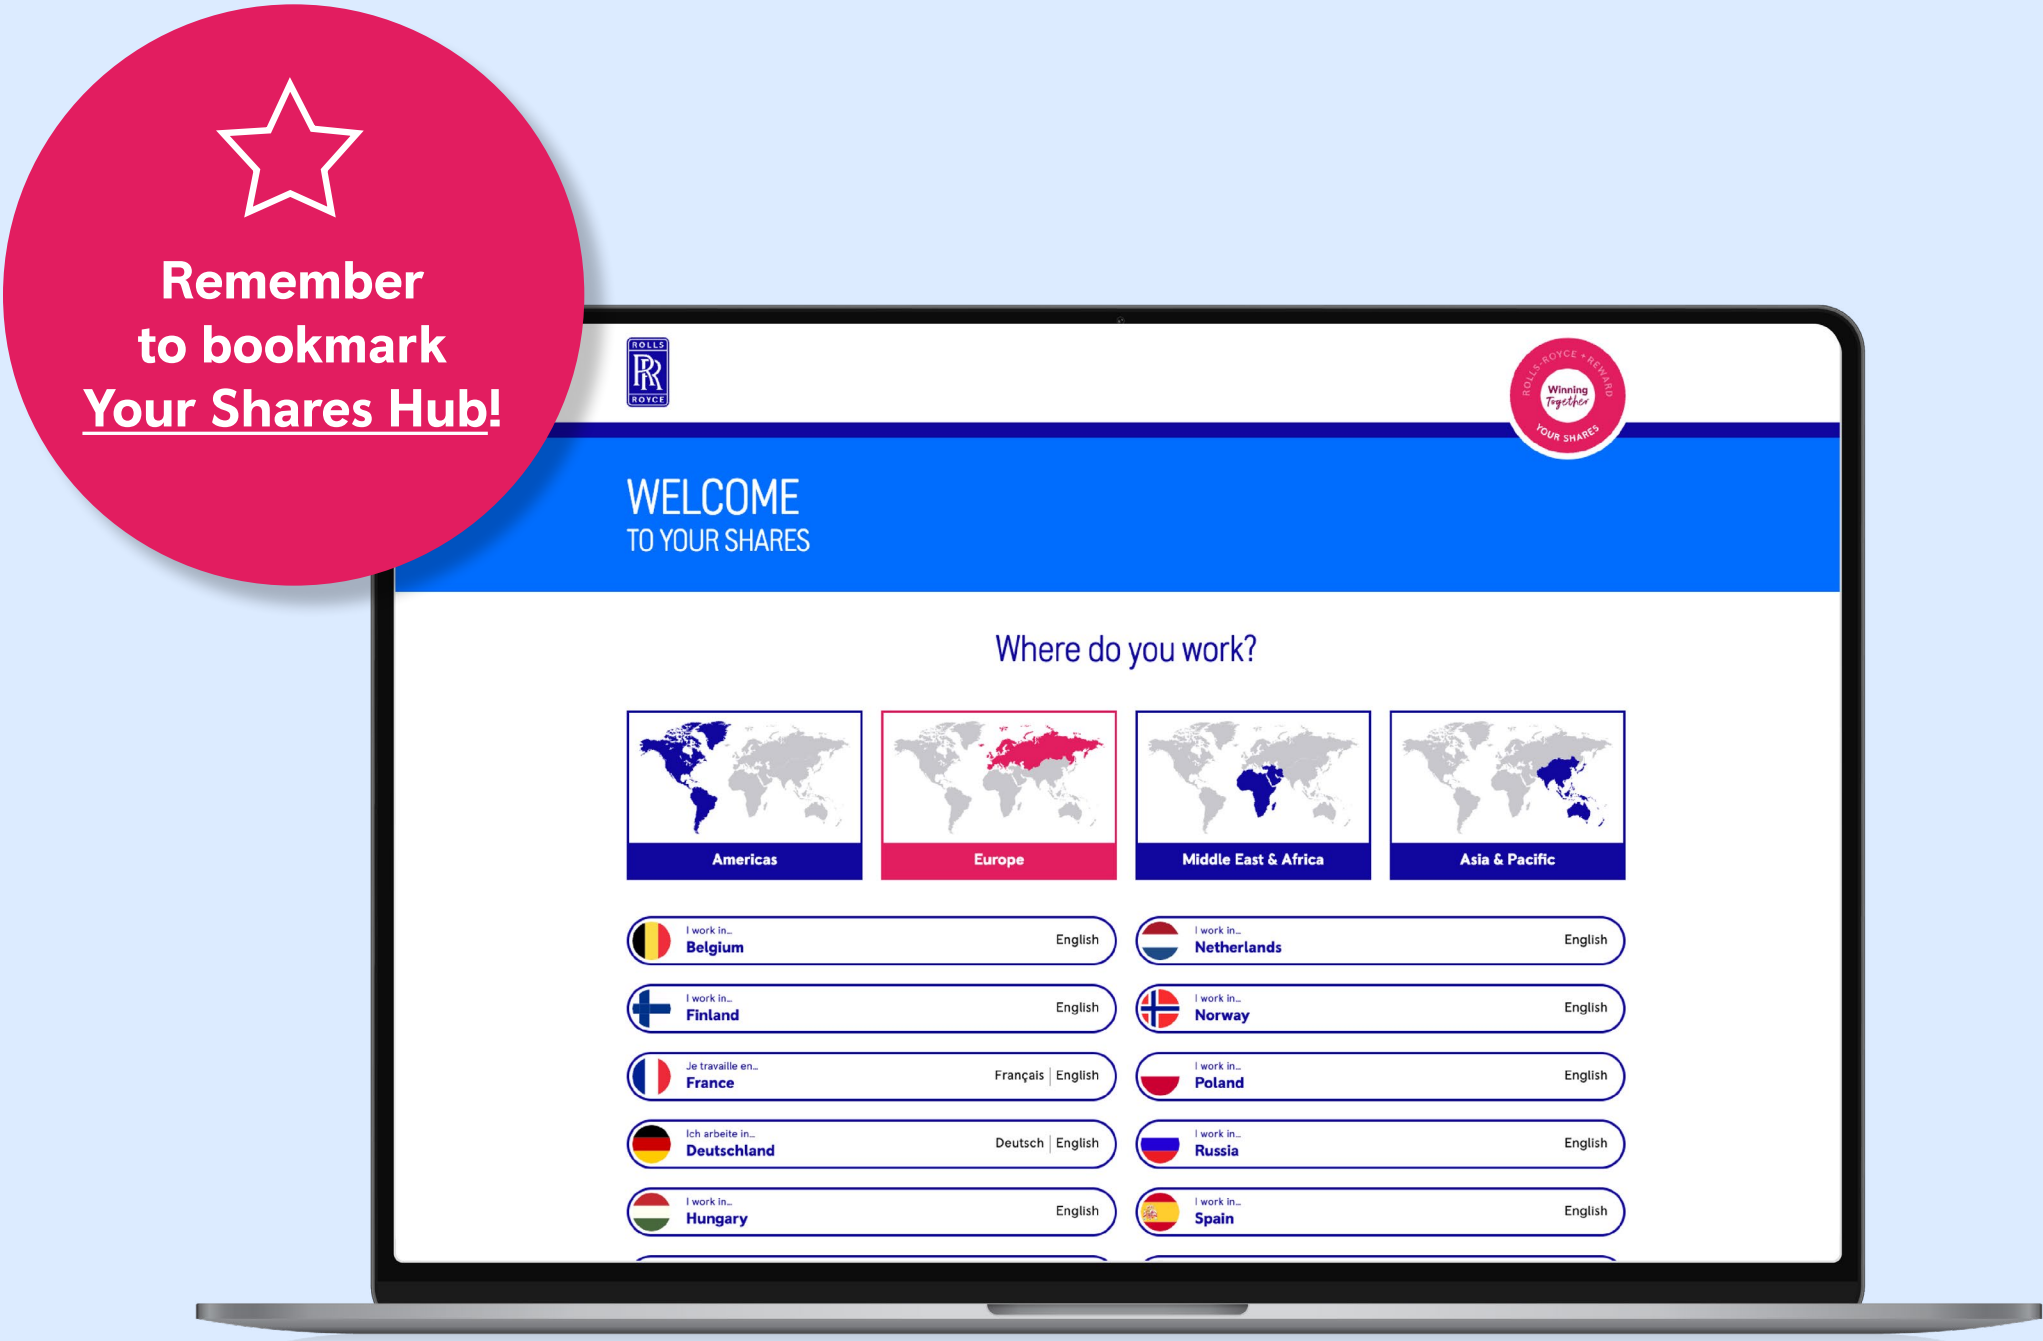 Remember
to bookmark
Your Shares Hub!
ROLLS
RR
ROYCE
ROLLS-ROYCE • REWARD
Winning
Together
YOUR SHARES
WELCOME
TO YOUR SHARES
Where do you work?
Americas
Europe
Middle East & Africa
Asia & Pacific
I work in...
Belgium
English
I work in...
Netherlands
English
I work in...
Finland
English
I work in...
Norway
English
Je travaille en...
France
Français | English
I work in...
Poland
English
Ich arbeite in...
Deutschland
Deutsch | English
I work in...
Russia
English
I work in...
Hungary
English
I work in...
Spain
English